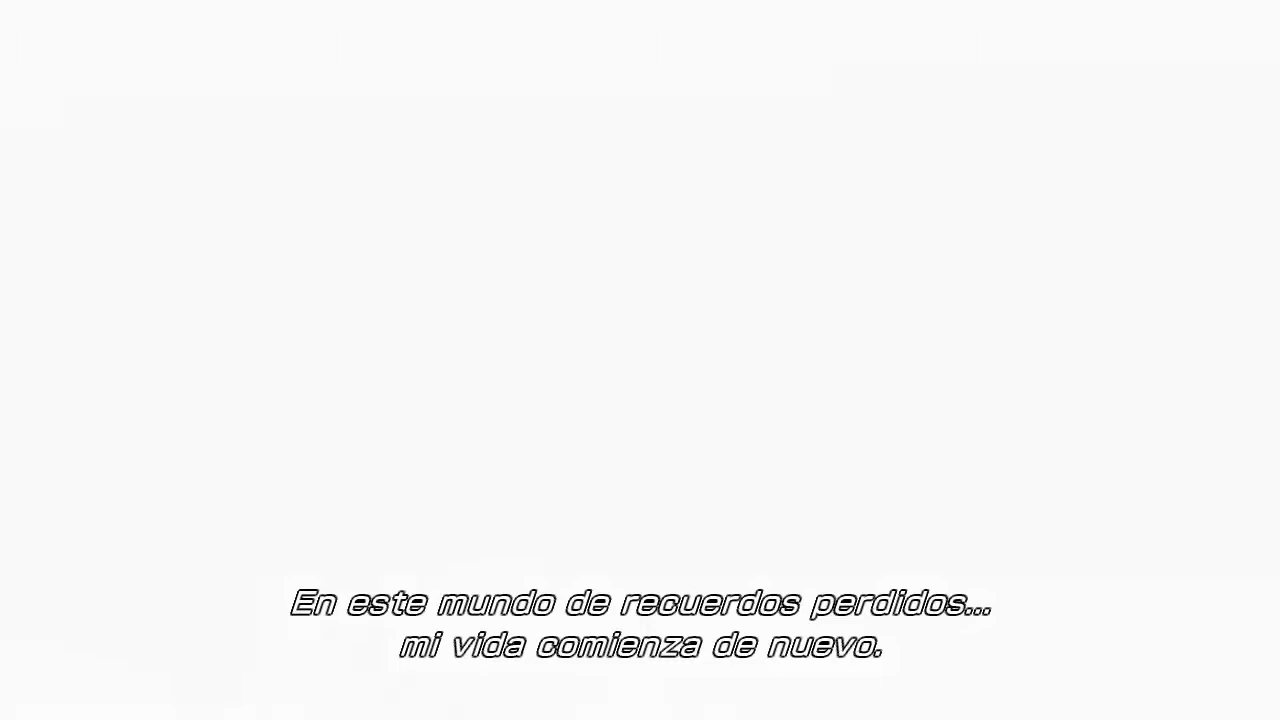 En este mundo de recuerdos perdidos...
mi vida comienza de nuevo.